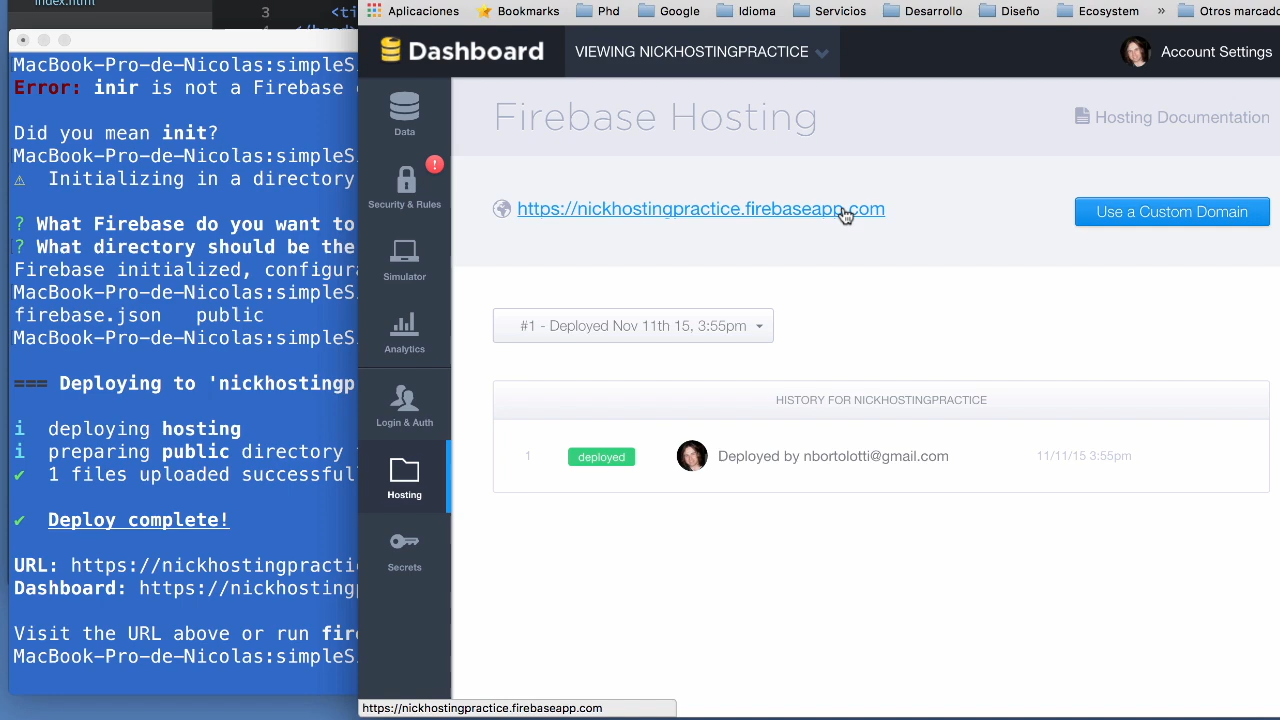 index.html
3 <ti
Aplicaciones Bookmarks Phd Google Idioma Servicios Desarrollo Diseño Ecosystem » Otros marcado
MacBook-Pro-de-Nicolas:simpleS
Error: inir is not a Firebase
Did you mean init?
MacBook-Pro-de-Nicolas:simpleS
⚠ Initializing in a directory
? What Firebase do you want to
? What directory should be the
Firebase initialized, configura
MacBook-Pro-de-Nicolas:simpleS
firebase.json public
MacBook-Pro-de-Nicolas:simpleS
=== Deploying to 'nickhostingp
i deploying hosting
i preparing public directory
✔ 1 files uploaded successful
✔ Deploy complete!
URL: https://nickhostingpractic
Dashboard: https://nickhosting
Visit the URL above or run fir
MacBook-Pro-de-Nicolas:simpleS
Dashboard
VIEWING NICKHOSTINGPRACTICE
Account Settings
Data
Security & Rules
!
Simulator
Analytics
Login & Auth
Hosting
Secrets
Firebase Hosting
Hosting Documentation
https://nickhostingpractice.firebaseapp.com
Use a Custom Domain
#1 - Deployed Nov 11th 15, 3:55pm
HISTORY FOR NICKHOSTINGPRACTICE
1 deployed Deployed by nbortolotti@gmail.com 11/11/15 3:55pm
https://nickhostingpractice.firebaseapp.com